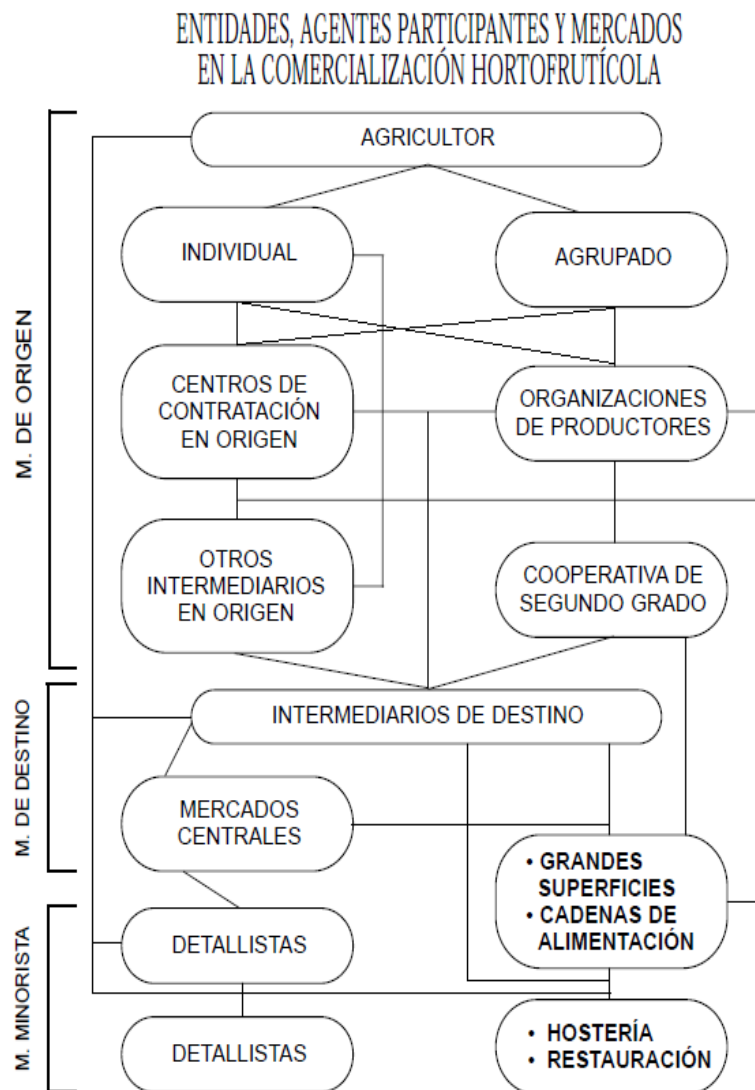 ENTIDADES, AGENTES PARTICIPANTES Y MERCADOS
EN LA COMERCIALIZACIÓN HORTOFRUTÍCOLA
M. DE ORIGEN
AGRICULTOR
INDIVIDUAL
AGRUPADO
CENTROS DE
CONTRATACIÓN
EN ORIGEN
ORGANIZACIONES
DE PRODUCTORES
OTROS
INTERMEDIARIOS
EN ORIGEN
COOPERATIVA DE
SEGUNDO GRADO
M. DE DESTINO
INTERMEDIARIOS DE DESTINO
MERCADOS
CENTRALES
• GRANDES
SUPERFICIES
• CADENAS DE
ALIMENTACIÓN
M. MINORISTA
DETALLISTAS
DETALLISTAS
• HOSTERÍA
• RESTAURACIÓN